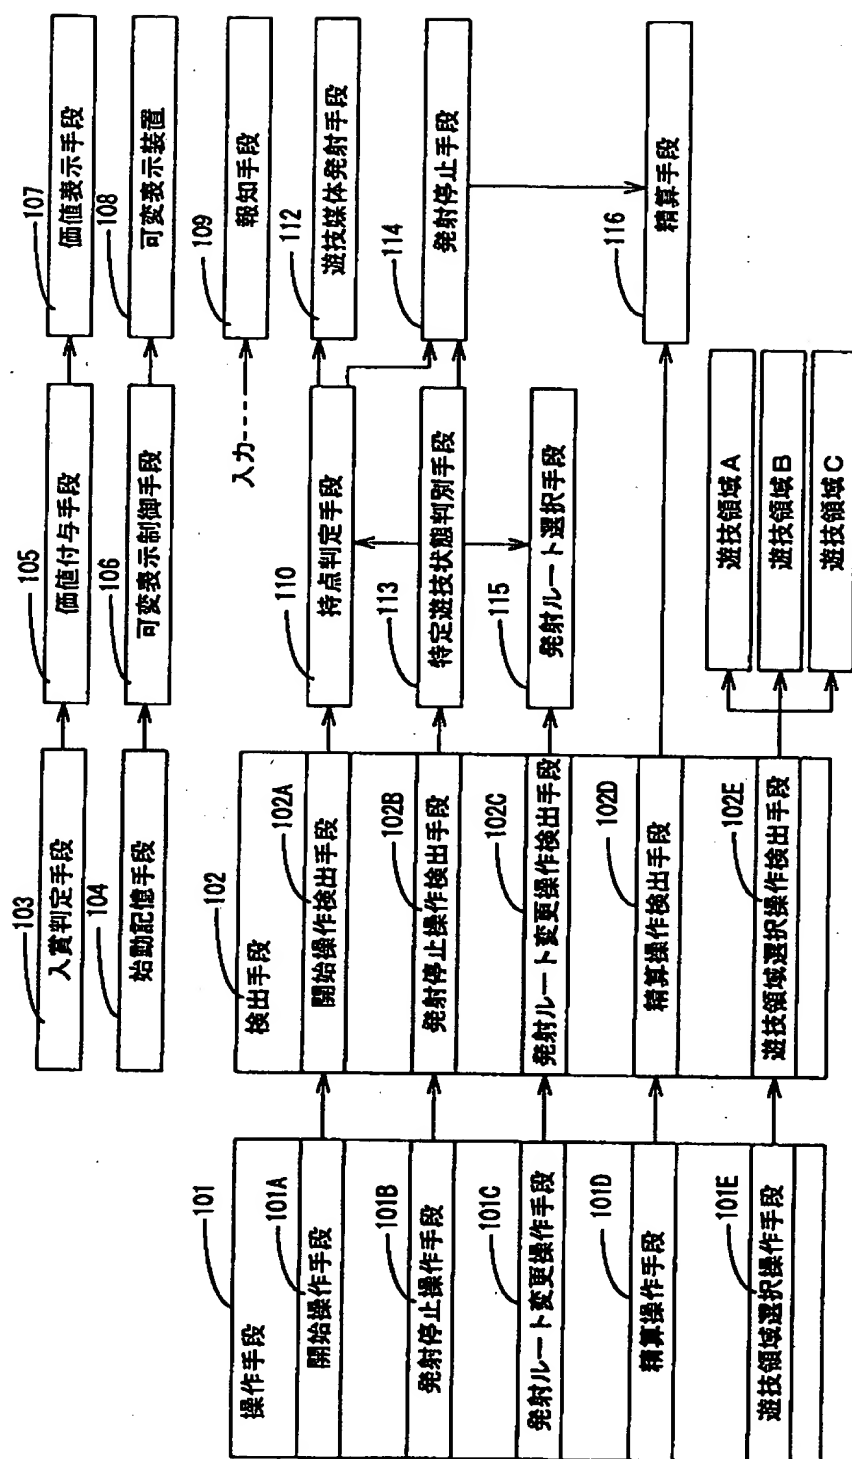 103
入賞判定手段
105
価値付与手段
107
価値表示手段
104
始動記憶手段
106
可変表示制御手段
108
可変表示装置
入力
109
報知手段
101
操作手段
101A
開始操作手段
101B
発射停止操作手段
101C
発射ルート変更操作手段
101D
精算操作手段
101E
遊技領域選択操作手段
102
検出手段
102A
開始操作検出手段
102B
発射停止操作検出手段
102C
発射ルート変更操作検出手段
102D
精算操作検出手段
102E
遊技領域選択操作検出手段
110
持点判定手段
112
遊技媒体発射手段
113
特定遊技状態判別手段
114
発射停止手段
115
発射ルート選択手段
116
精算手段
遊技領域A
遊技領域B
遊技領域C